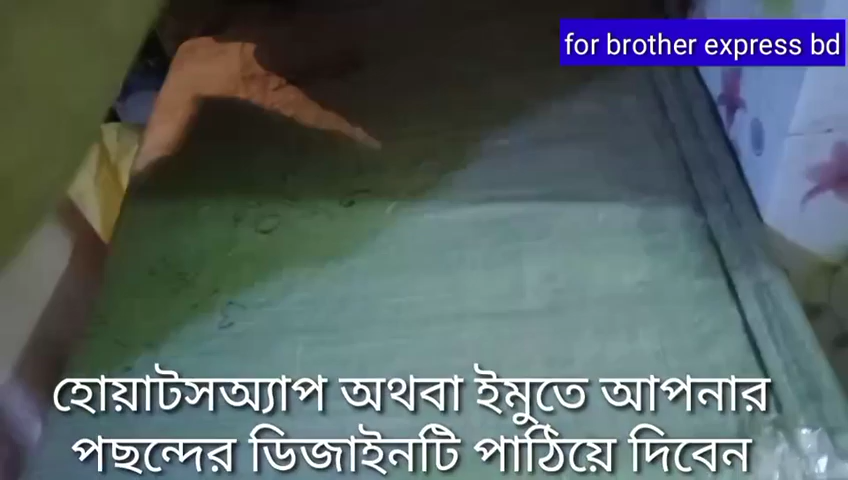 for brother express bd
হোয়াটসঅ্যাপ অথবা ইমুতে আপনার
পছন্দের ডিজাইনটি পাঠিয়ে দিবেন